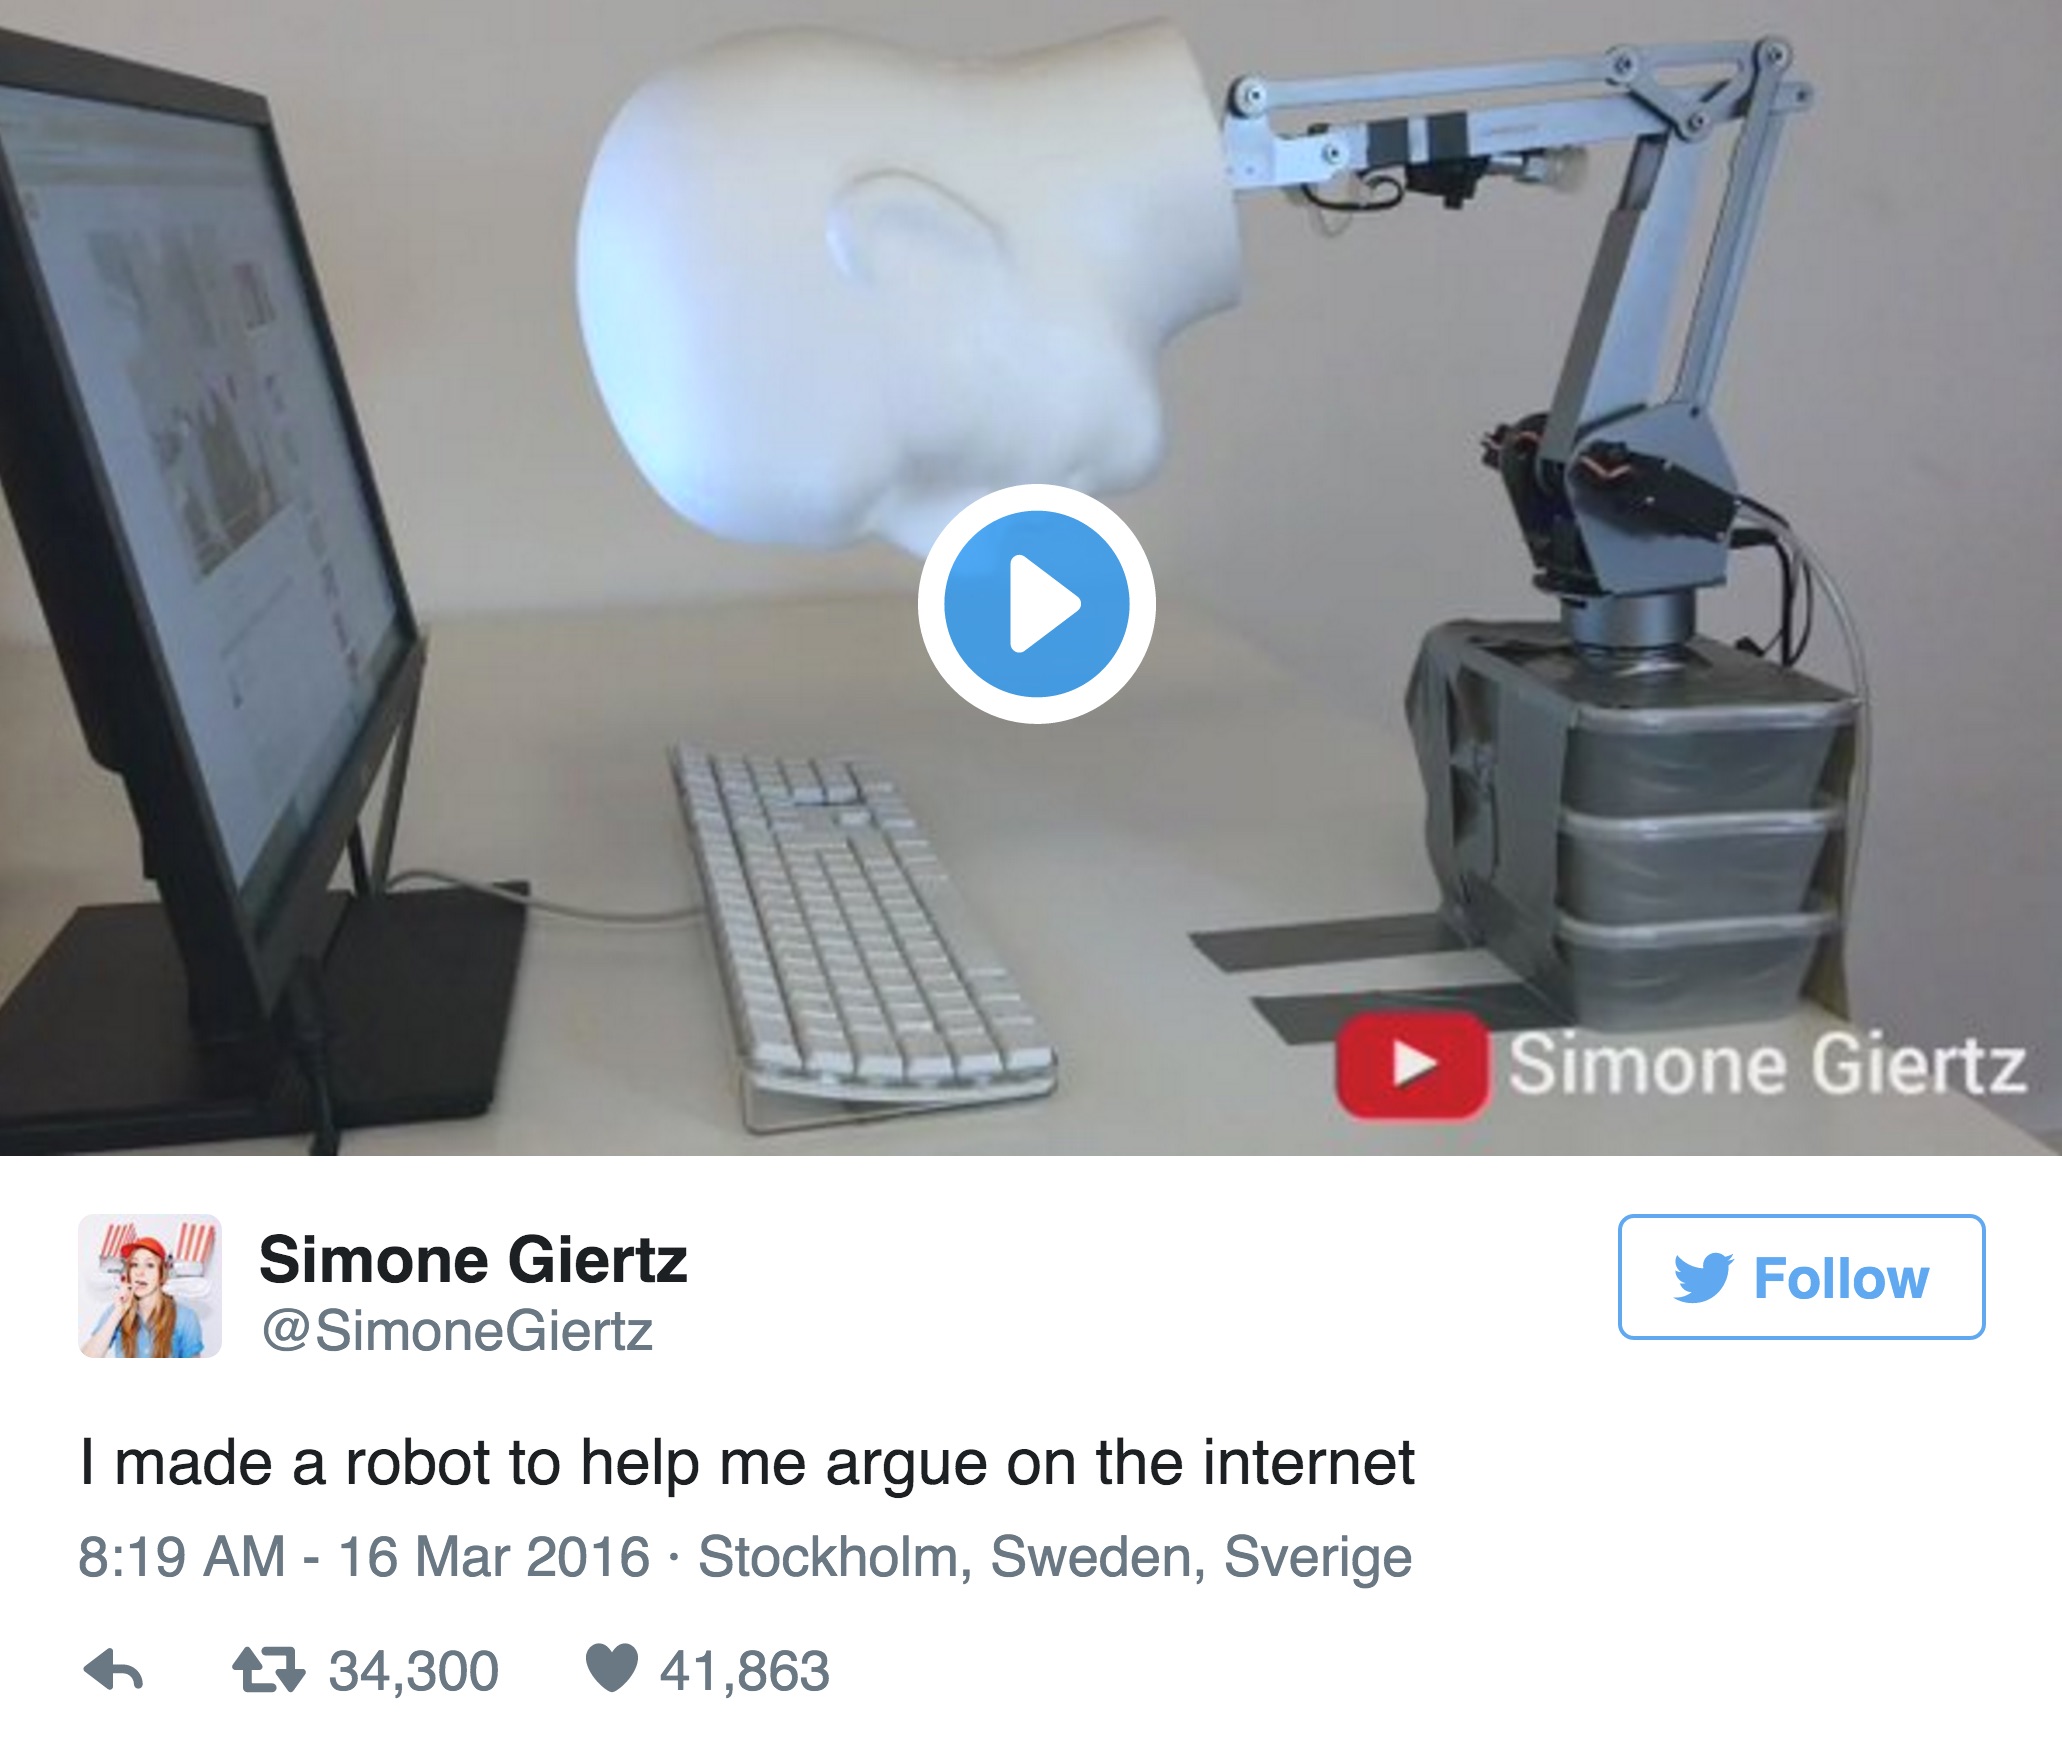 Simone Giertz
Simone Giertz
@SimoneGiertz
Follow
I made a robot to help me argue on the internet
8:19 AM - 16 Mar 2016 · Stockholm, Sweden, Sverige
34,300 41,863